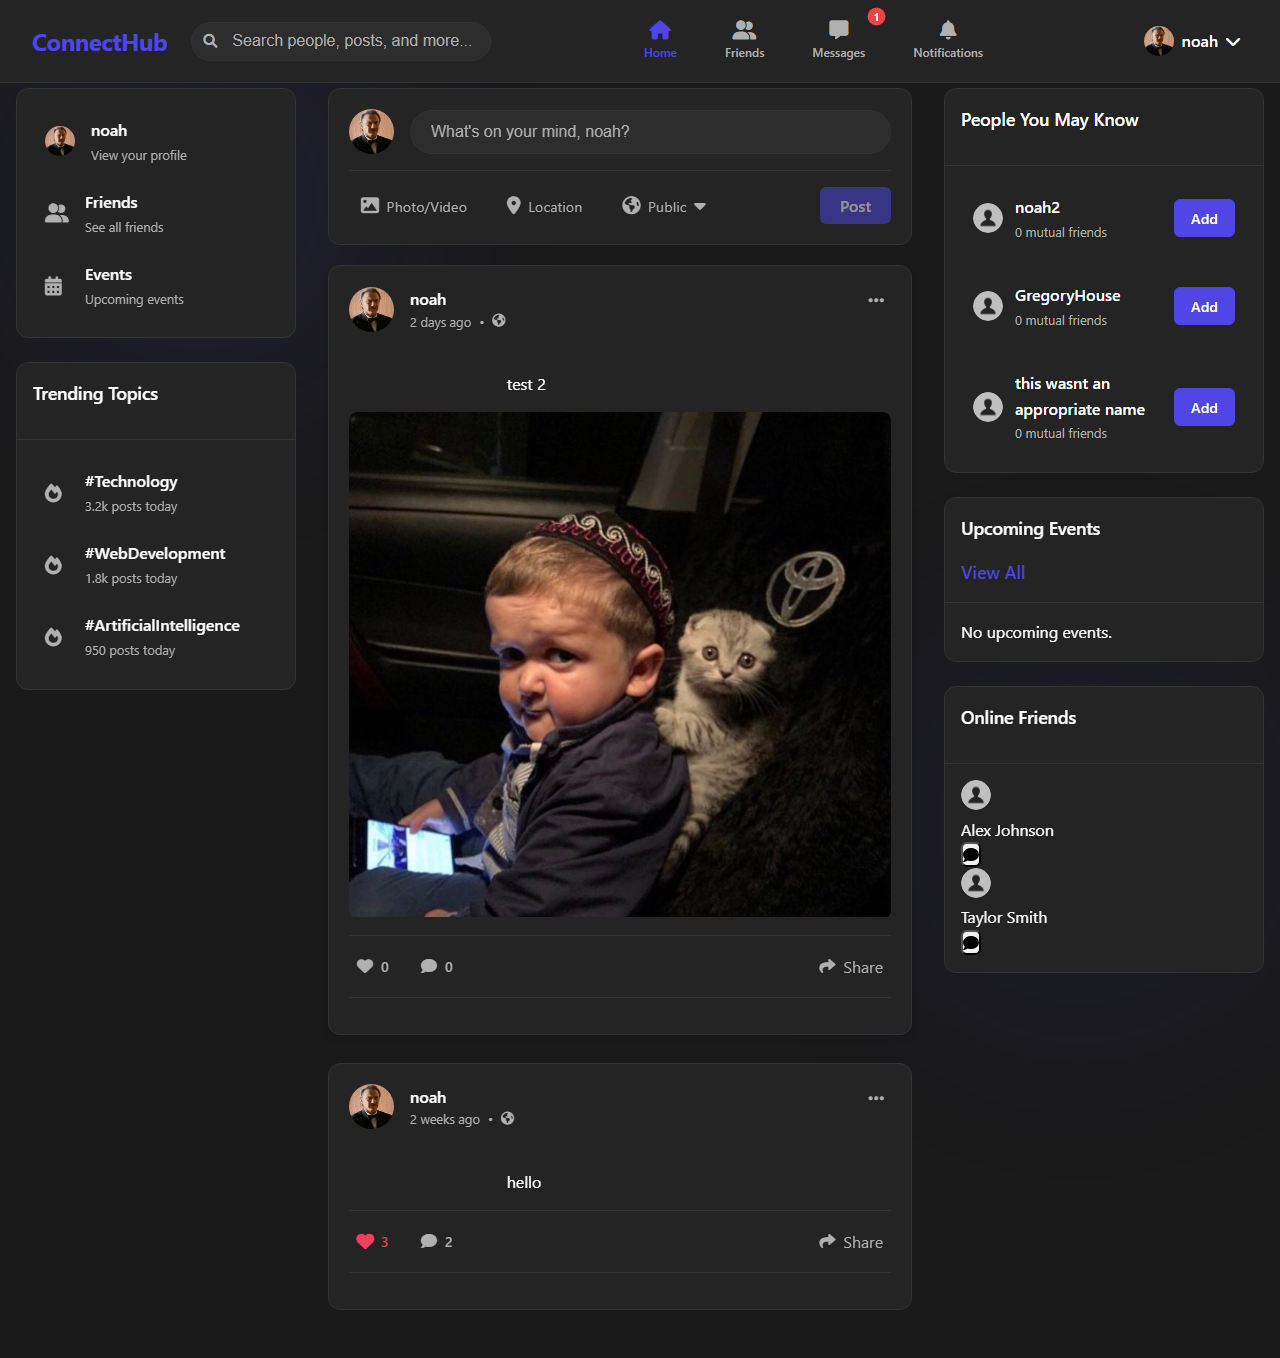 ConnectHub
Search people, posts, and more...
Home
Friends
Messages
1
Notifications
noah
noah
View your profile
Friends
See all friends
Events
Upcoming events
Trending Topics
#Technology
3.2k posts today
#WebDevelopment
1.8k posts today
#ArtificialIntelligence
950 posts today
What's on your mind, noah?
Photo/Video
Location
Public
Post
noah
2 days ago •
test 2
0
0
Share
noah
2 weeks ago •
hello
3
2
Share
People You May Know
noah2
0 mutual friends
Add
GregoryHouse
0 mutual friends
Add
this wasnt an
appropriate name
0 mutual friends
Add
Upcoming Events
View All
No upcoming events.
Online Friends
Alex Johnson
Taylor Smith